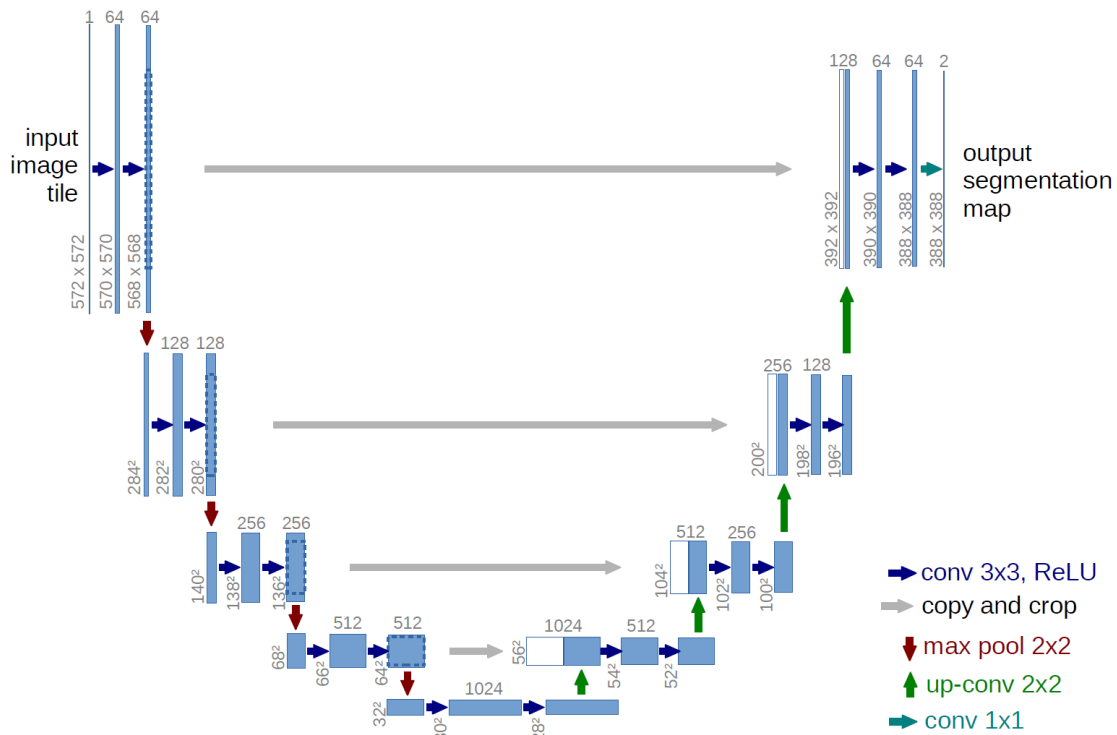 1 64 64
128
64 64 2
input
image
tile
output
segmentation
map
572 x 572
570 x 570
568 x 568
392 x 392
390 x 390
388 x 388
388 x 388
128 128
256 128
284²
282²
280²
200²
198²
196²
256 256
512 256
140²
138²
136²
104²
102²
100²
512 512
1024 512
68²
66²
64²
56²
54²
52²
1024
32²
conv 3x3, ReLU
copy and crop
max pool 2x2
up-conv 2x2
conv 1x1